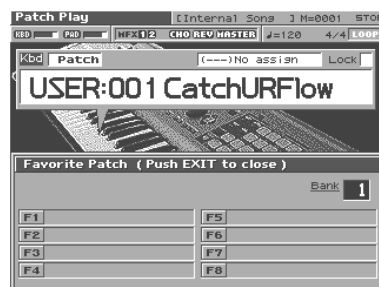 Patch Play [Internal Song ] M=0001 STO
KBD PAD MFX 1 2 CHO REV MASTER ♩=120 4/4 LOOP
Kbd Patch (---)No assign Lock
USER:001 CatchURFlow
Favorite Patch ( Push EXIT to close )
Bank 1
F1 F5
F2 F6
F3 F7
F4 F8